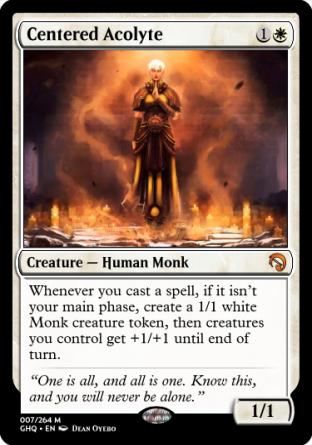 Centered Acolyte 1
Creature — Human Monk
Whenever you cast a spell, if it isn't
your main phase, create a 1/1 white
Monk creature token, then creatures
you control get +1/+1 until end of
turn.
"One is all, and all is one. Know this,
and you will never be alone."
1/1
007/264 M
GHQ • EN DEAN OYEBO